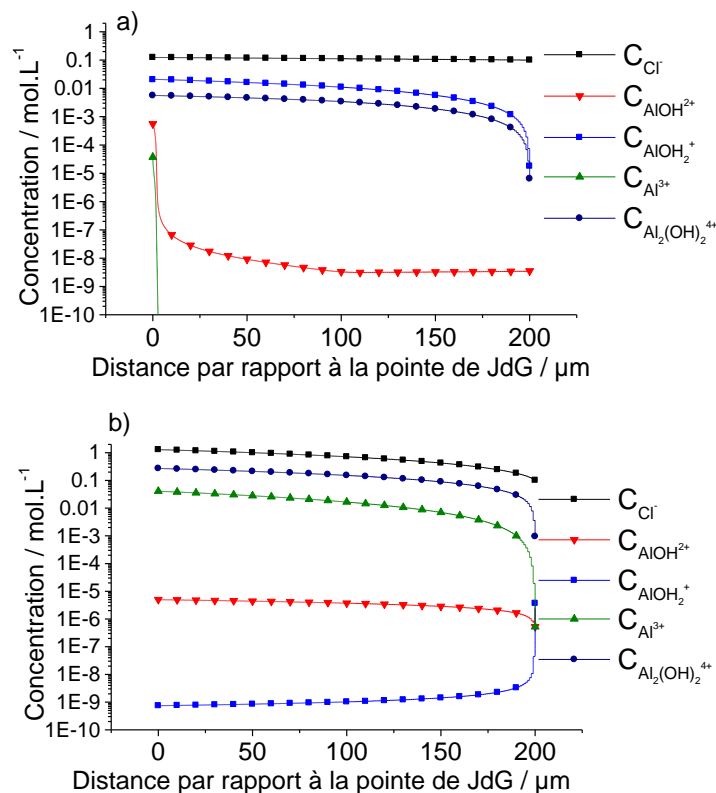 a)
Concentration / mol.L⁻¹
0.1
0.01
1E-3
1E-4
1E-5
1E-6
1E-7
1E-8
1E-9
1E-10
0 50 100 150 200
Distance par rapport à la pointe de JdG / µm
C_Cl⁻
C_AlOH²⁺
C_AlOH₂⁺
C_Al³⁺
C_Al₂(OH)₂⁴⁺
b)
Concentration / mol.L⁻¹
1
0.1
0.01
1E-3
1E-4
1E-5
1E-6
1E-7
1E-8
1E-9
1E-10
0 50 100 150 200
Distance par rapport à la pointe de JdG / µm
C_Cl⁻
C_AlOH²⁺
C_AlOH₂⁺
C_Al³⁺
C_Al₂(OH)₂⁴⁺